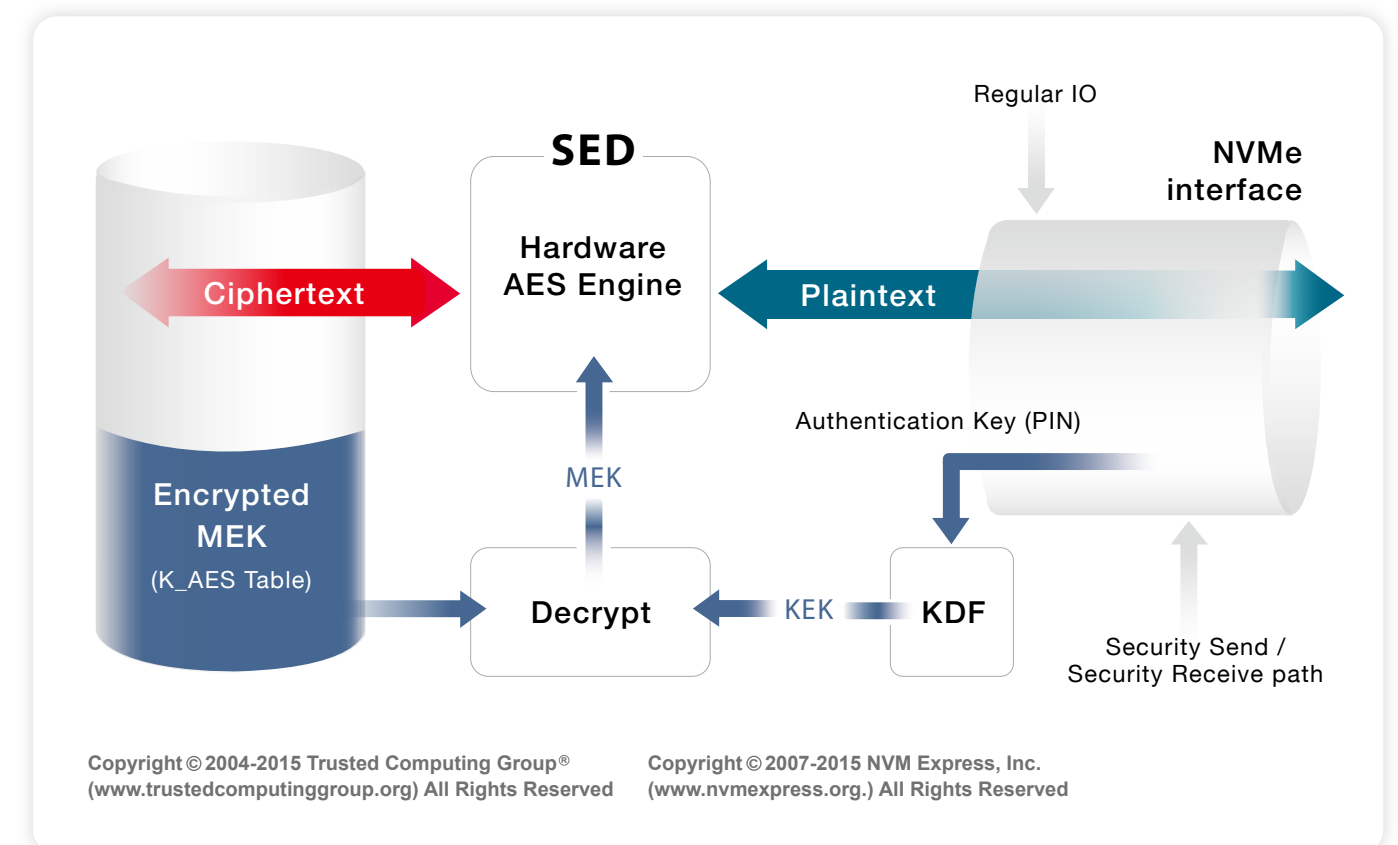 Regular IO
SED
NVMe
interface
Hardware
AES Engine
Ciphertext
Plaintext
Authentication Key (PIN)
MEK
Encrypted
MEK
(K_AES Table)
Decrypt
KEK
KDF
Security Send /
Security Receive path
Copyright © 2004-2015 Trusted Computing Group®
(www.trustedcomputinggroup.org) All Rights Reserved
Copyright © 2007-2015 NVM Express, Inc.
(www.nvmexpress.org.) All Rights Reserved